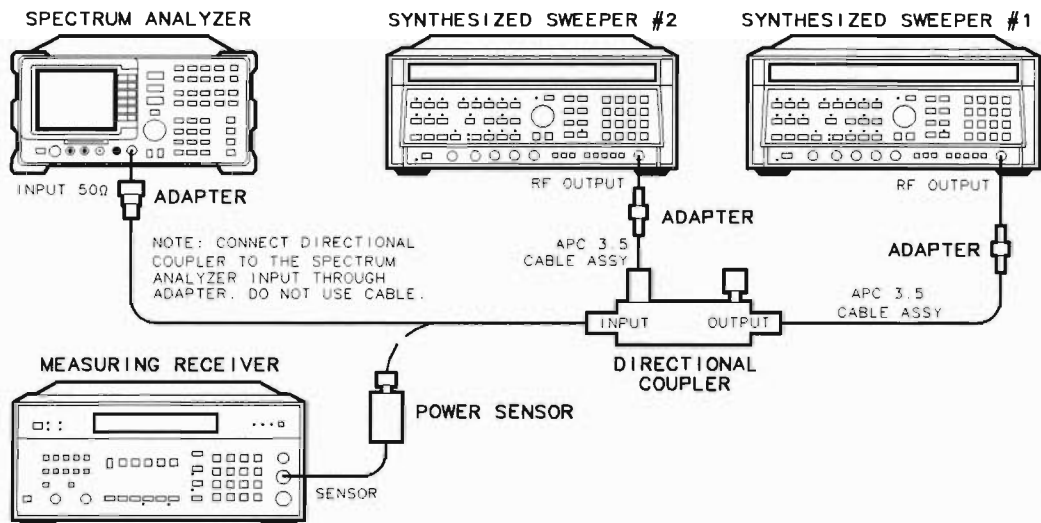 SPECTRUM ANALYZER
SYNTHESIZED SWEEPER #2
SYNTHESIZED SWEEPER #1
INPUT 50Ω
ADAPTER
RF OUTPUT
ADAPTER
RF OUTPUT
ADAPTER
NOTE: CONNECT DIRECTIONAL
COUPLER TO THE SPECTRUM
ANALYZER INPUT THROUGH
ADAPTER. DO NOT USE CABLE.
APC 3.5
CABLE ASSY
APC 3.5
CABLE ASSY
INPUT
OUTPUT
DIRECTIONAL
COUPLER
MEASURING RECEIVER
POWER SENSOR
SENSOR